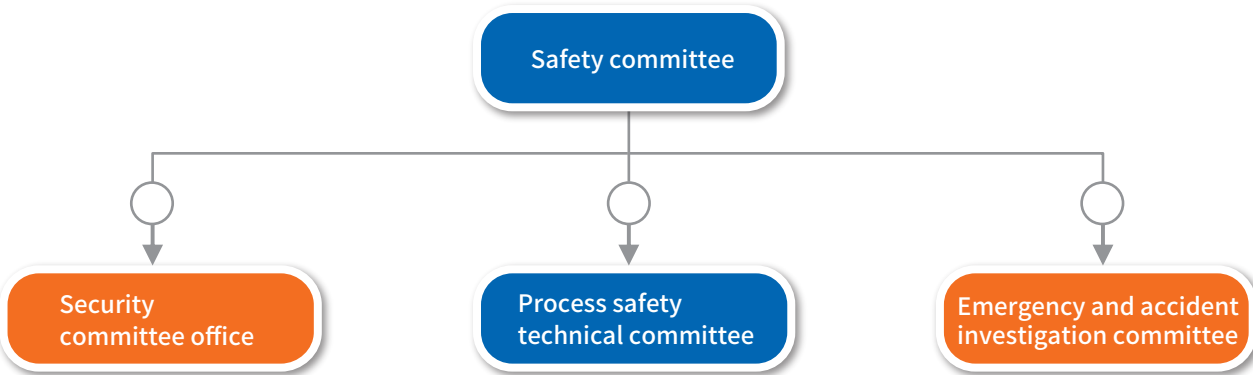 Safety committee
Security
committee office
Process safety
technical committee
Emergency and accident
investigation committee